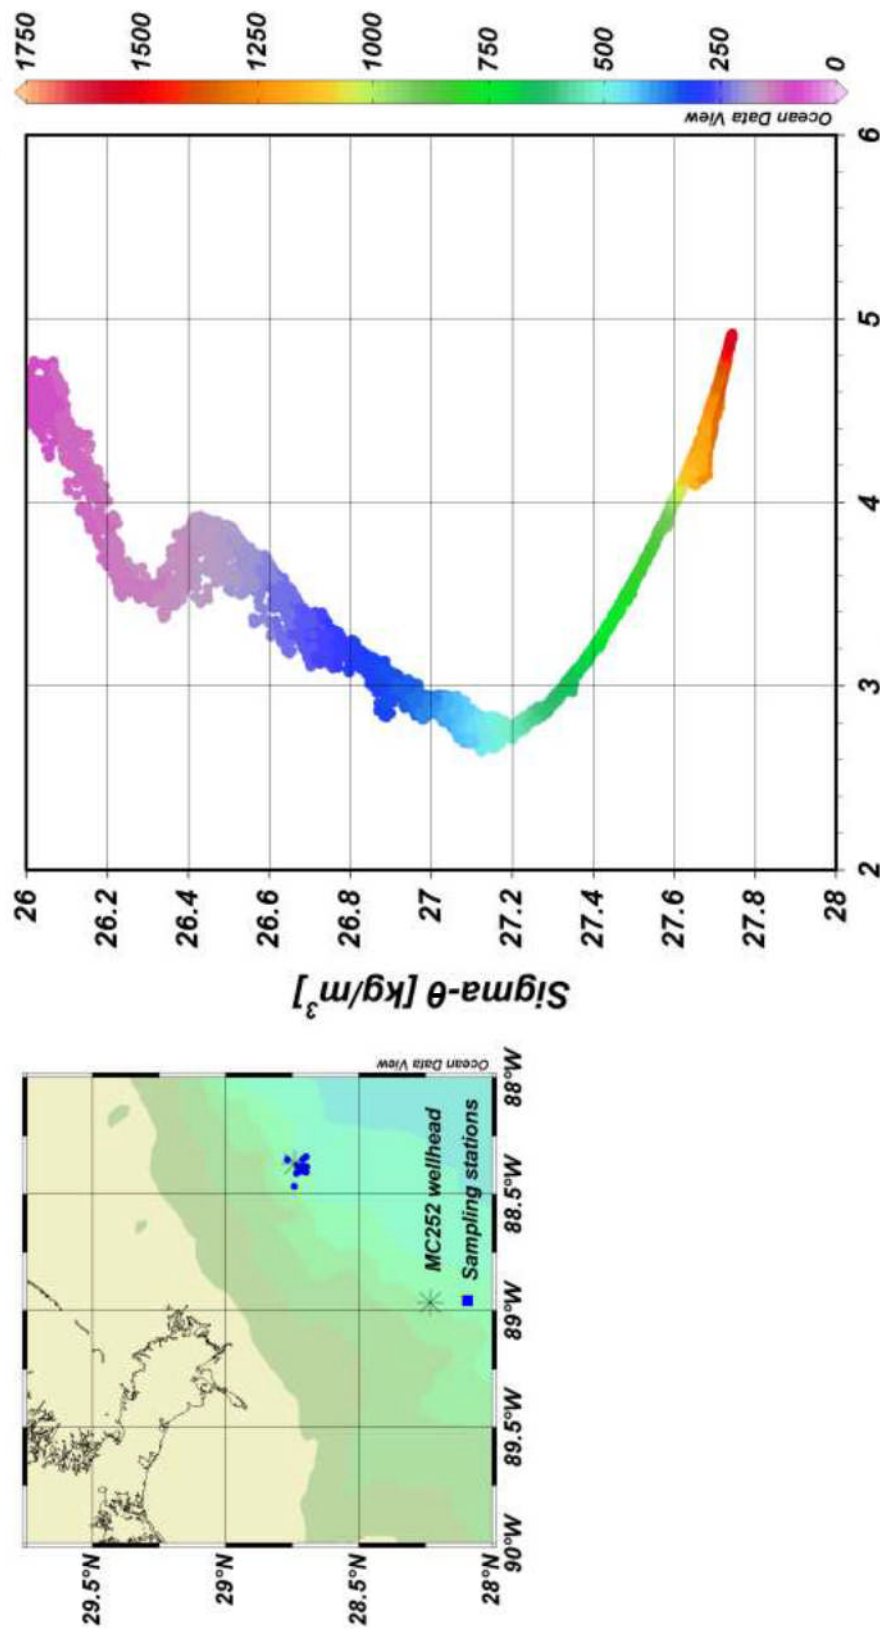 29.5°N
29°N
28.5°N
28°N
90°W
89.5°W
89°W
88.5°W
88°W
MC252 wellhead
Sampling stations
Ocean Data View
Sigma-θ [kg/m³]
26
26.2
26.4
26.6
26.8
27
27.2
27.4
27.6
27.8
28
2
3
4
5
6
Ocean Data View
1750
1500
1250
1000
750
500
250
0